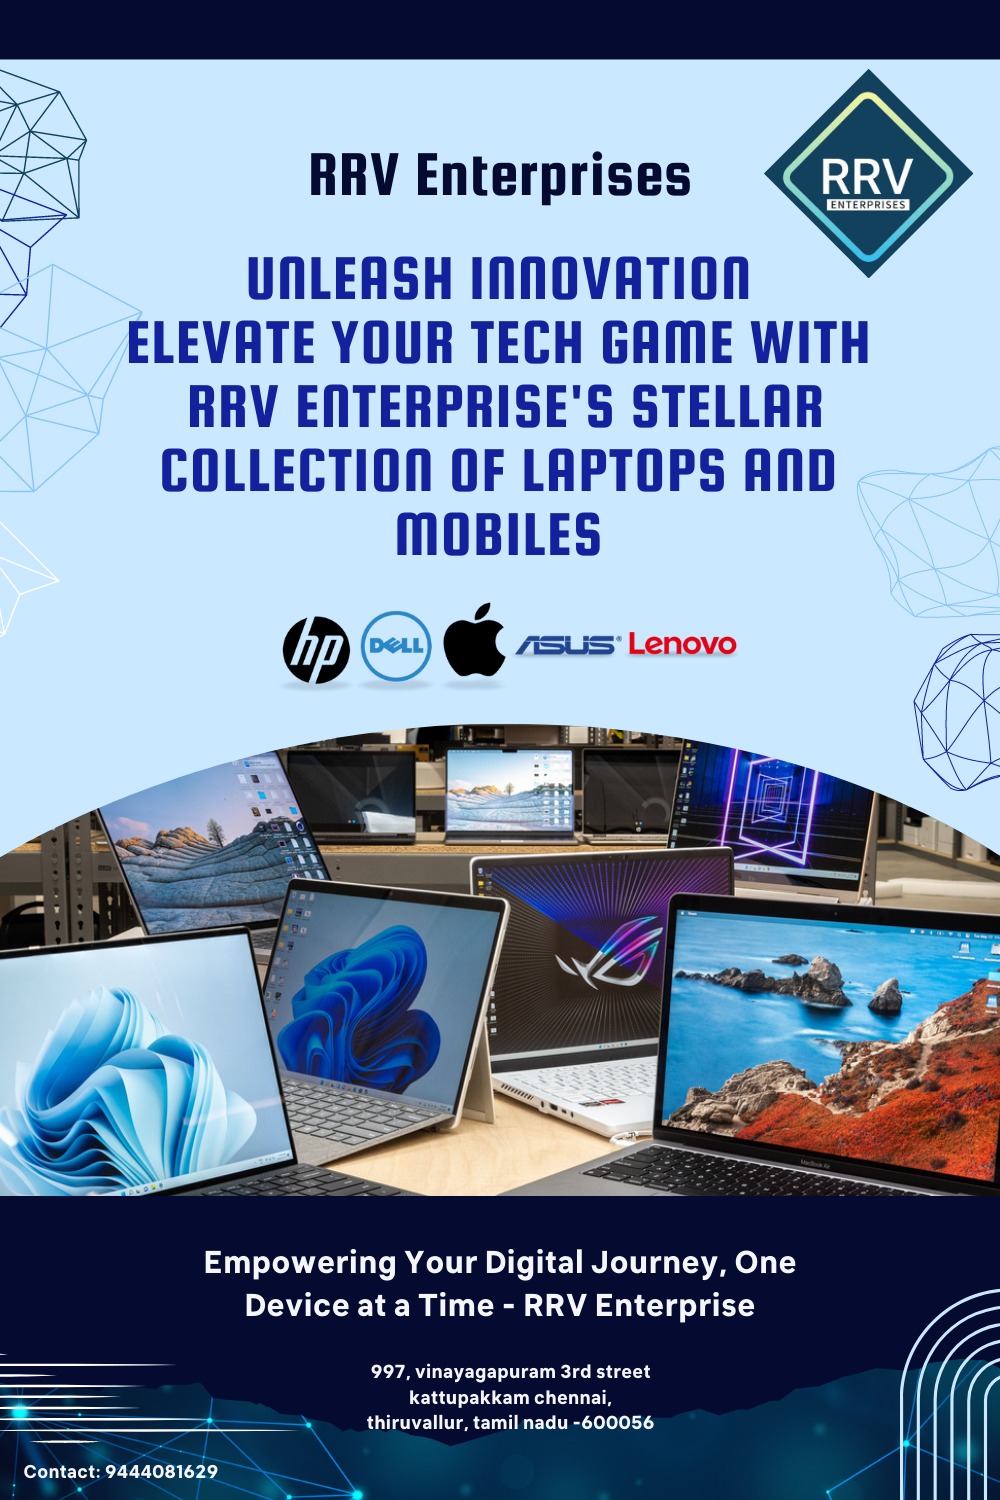 RRV Enterprises
RRV
ENTERPRISES
UNLEASH INNOVATION
ELEVATE YOUR TECH GAME WITH
RRV ENTERPRISE'S STELLAR
COLLECTION OF LAPTOPS AND
MOBILES
hp
DELL
ASUS®
Lenovo
MacBook Air
Empowering Your Digital Journey, One
Device at a Time - RRV Enterprise
997, vinayagapuram 3rd street
kattupakkam chennai,
thiruvallur, tamil nadu -600056
Contact: 9444081629